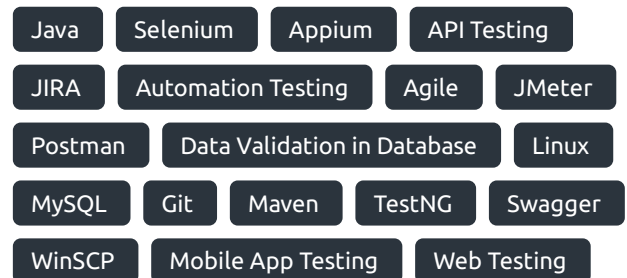 Java Selenium Appium API Testing
JIRA Automation Testing Agile JMeter
Postman Data Validation in Database Linux
MySQL Git Maven TestNG Swagger
WinSCP Mobile App Testing Web Testing